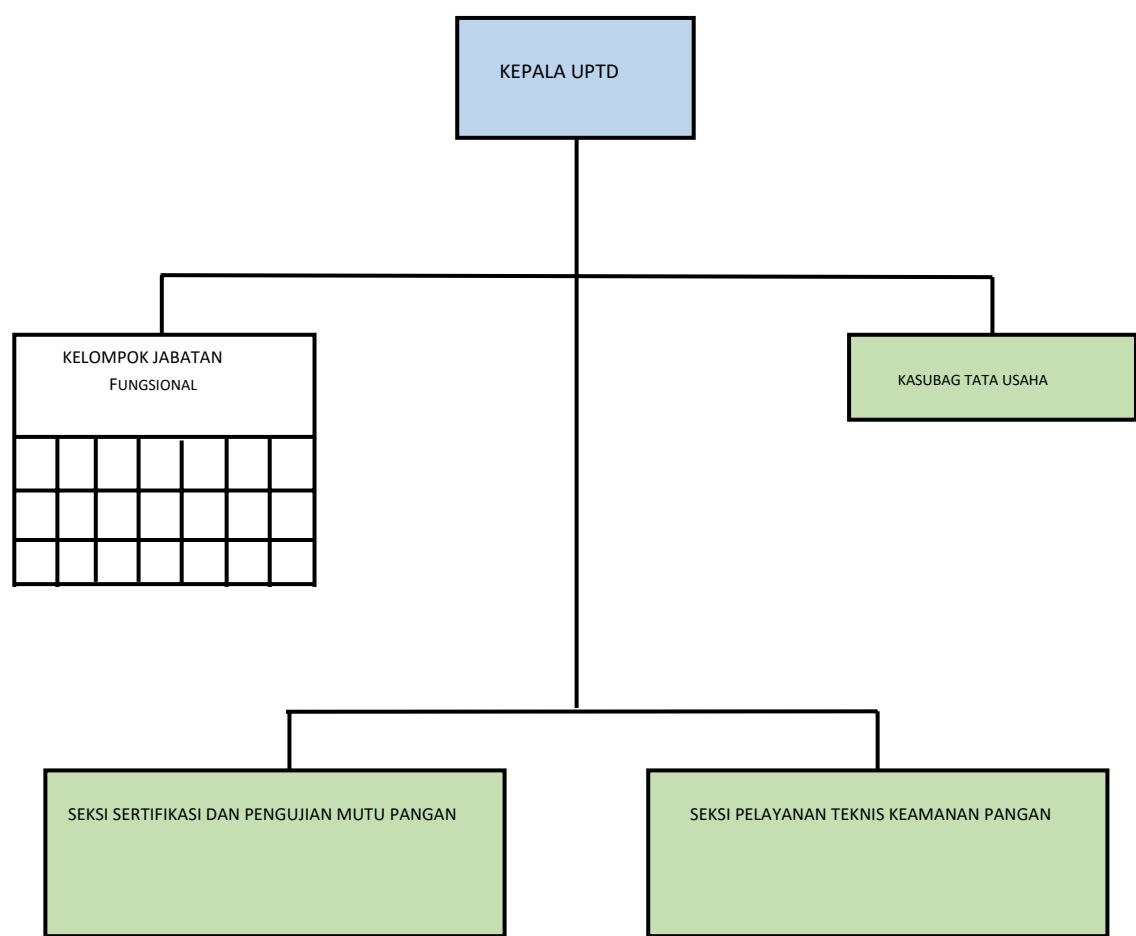 KEPALA UPTD
KELOMPOK JABATAN
FUNGSIONAL
KASUBAG TATA USAHA
SEKSI SERTIFIKASI DAN PENGUJIAN MUTU PANGAN
SEKSI PELAYANAN TEKNIS KEAMANAN PANGAN